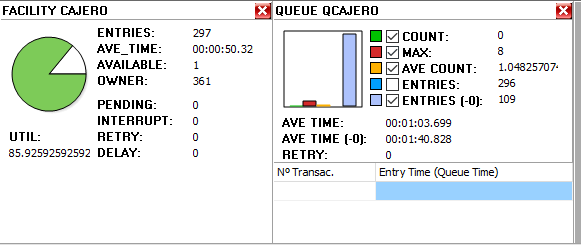 FACILITY CAJERO
ENTRIES: 297
AVE_TIME: 00:00:50.32
AVAILABLE: 1
OWNER: 361
PENDING: 0
INTERRUPT: 0
UTIL: RETRY: 0
85.92592592592 DELAY: 0
QUEUE QCAJERO
COUNT: 0
MAX: 8
AVE COUNT: 1.04825707
ENTRIES: 296
ENTRIES (-0): 109
AVE TIME: 00:01:03.699
AVE TIME (-0): 00:01:40.828
RETRY: 0
Nº Transac. Entry Time (Queue Time)